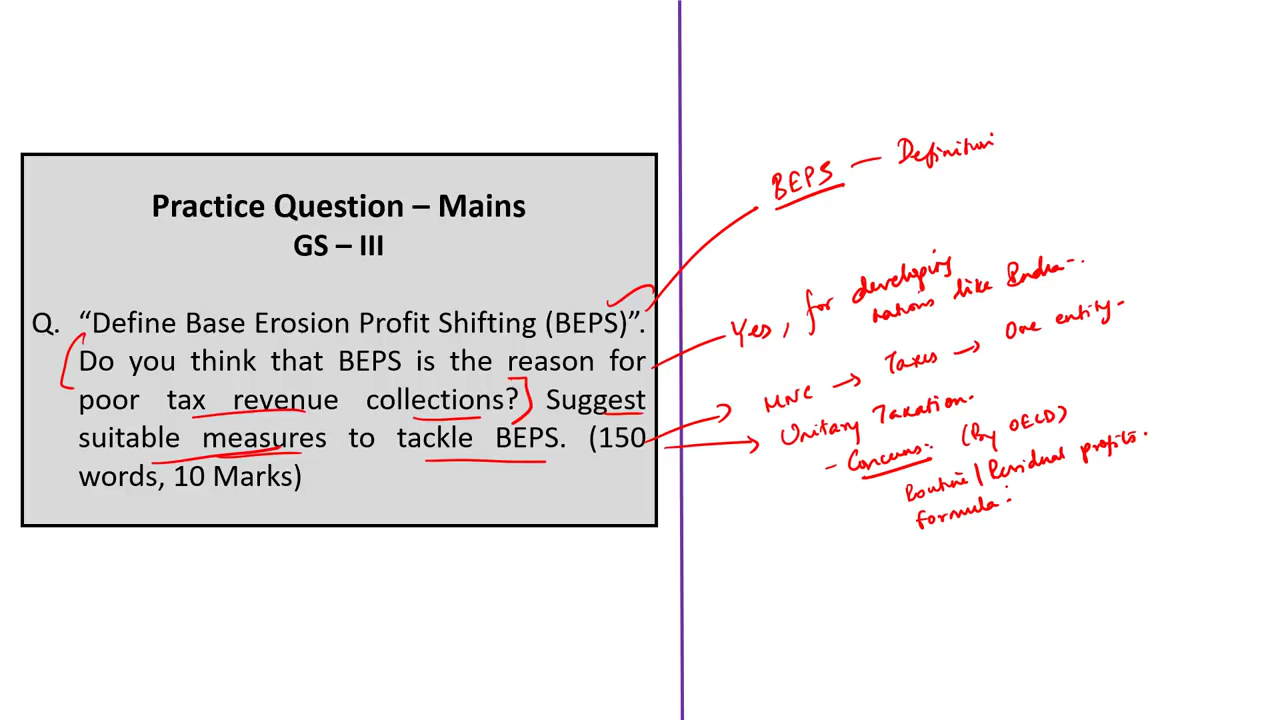 Practice Question – Mains
GS – III
Q. “Define Base Erosion Profit Shifting (BEPS)”.
Do you think that BEPS is the reason for
poor tax revenue collections? Suggest
suitable measures to tackle BEPS. (150
words, 10 Marks)
BEPS — Definition
Yes, for developing
nations like India -.
MNC → Taxes → One entity.
Unitary Taxation.
- Concerns:- (By OECD)
Routine / Residual profits.
formula :